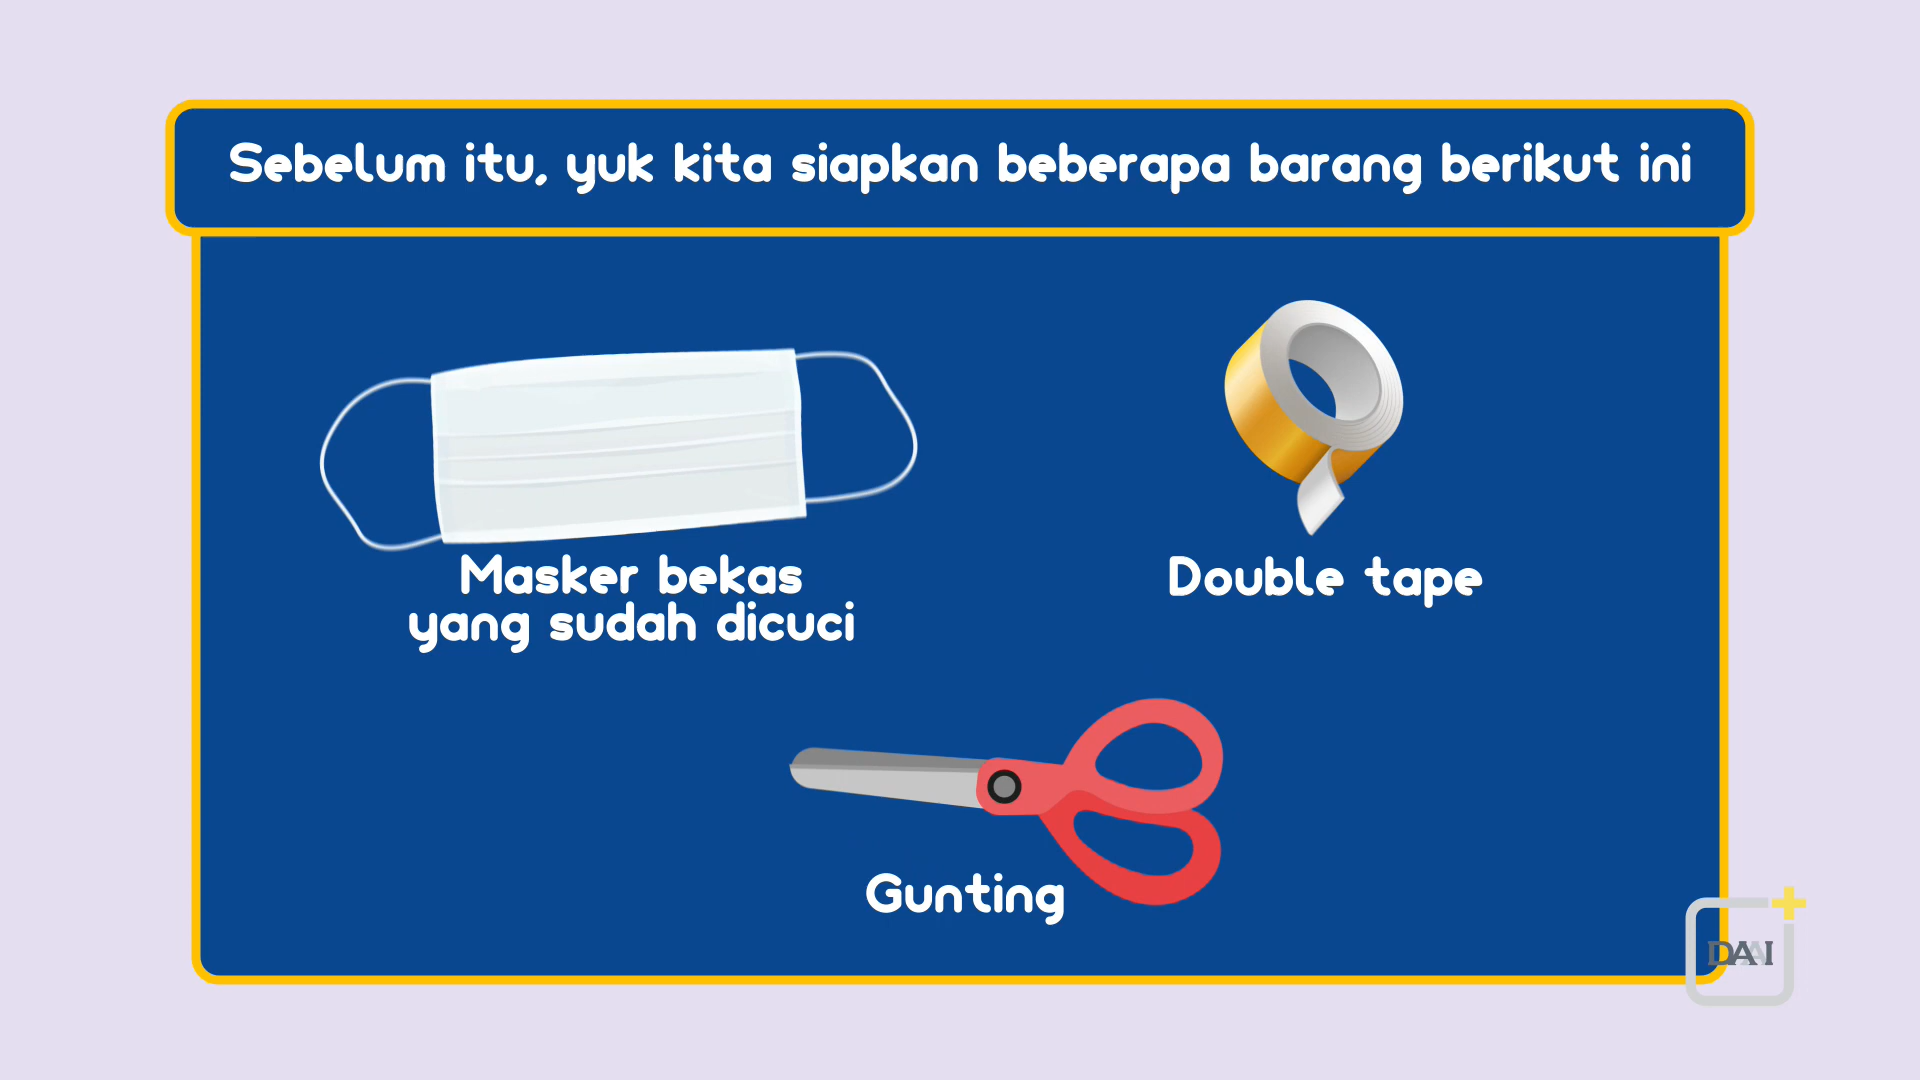 Sebelum itu, yuk kita siapkan beberapa barang berikut ini
Masker bekas
yang sudah dicuci
Double tape
Gunting
DAAI